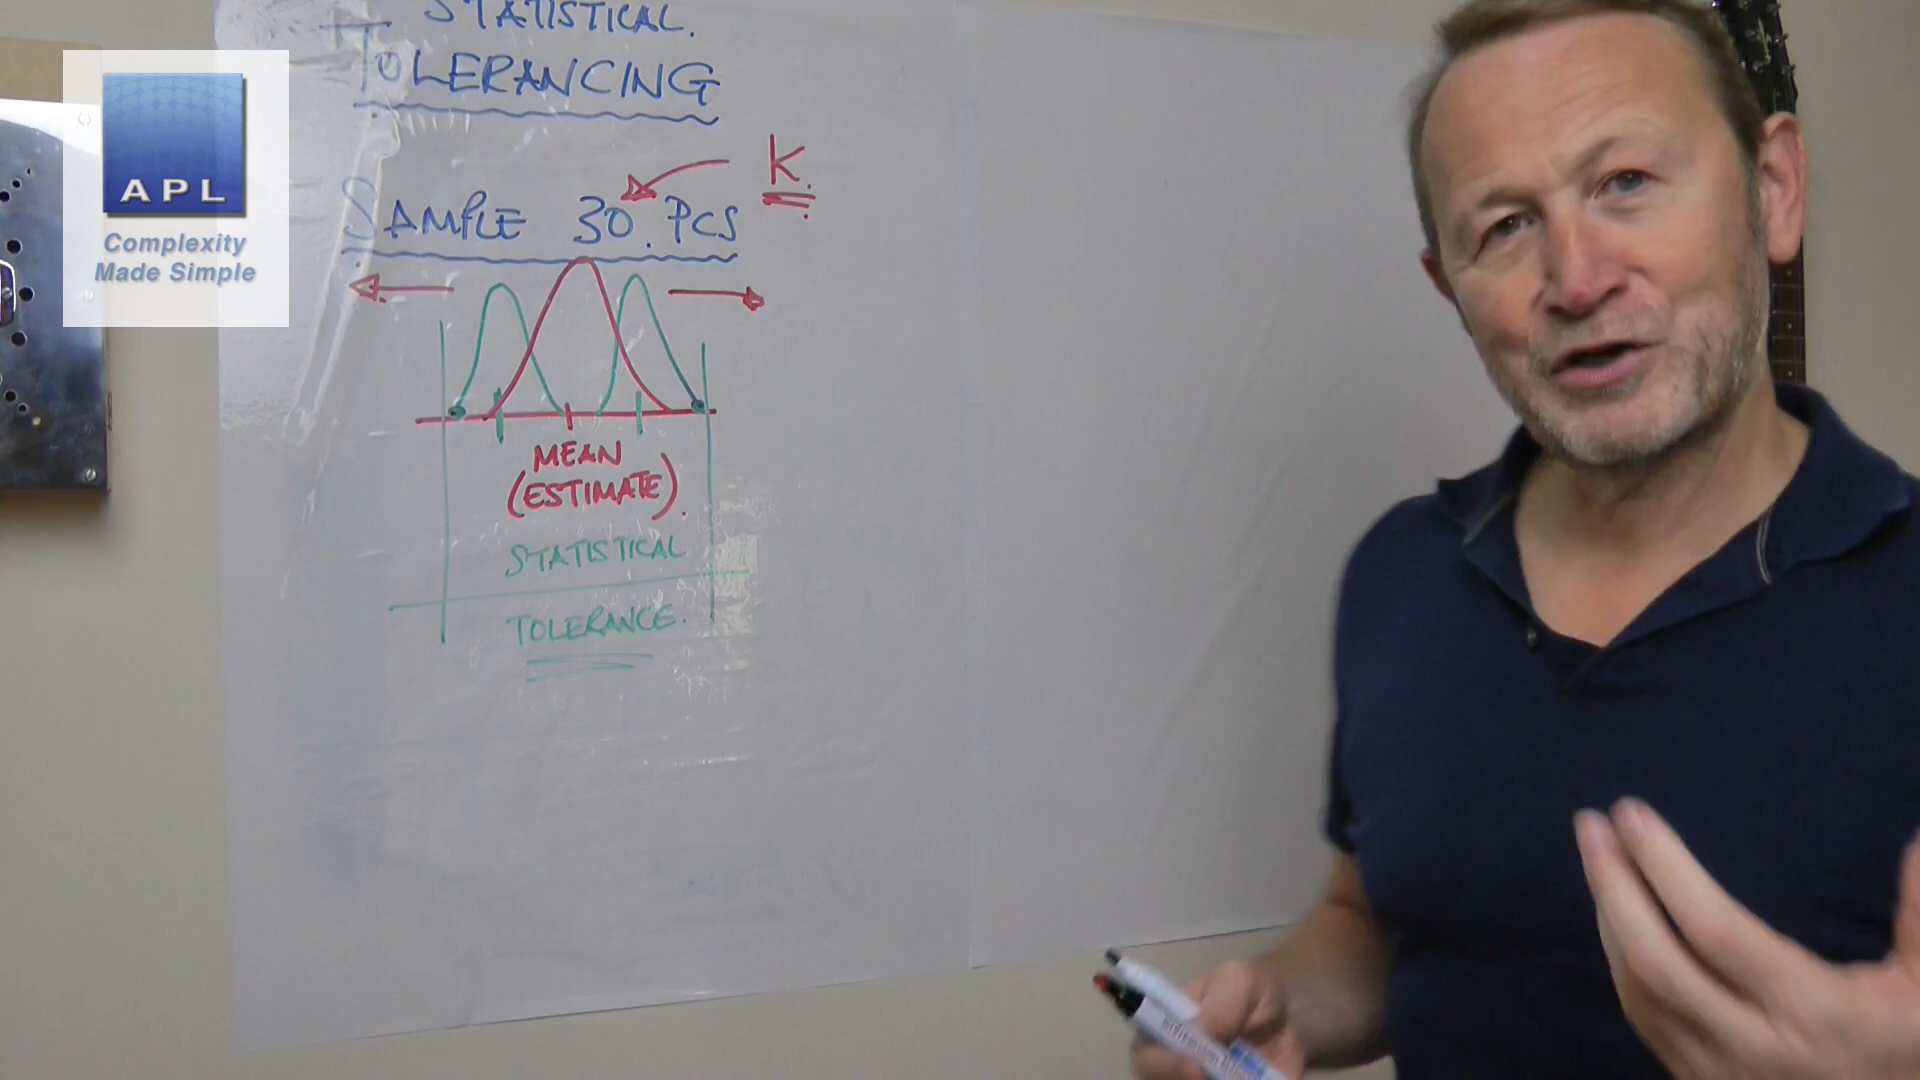 STATISTICAL.
TOLERANCING
K.
SAMPLE 30. PCS
MEAN
(ESTIMATE).
STATISTICAL
TOLERANCE.
APL
Complexity
Made Simple